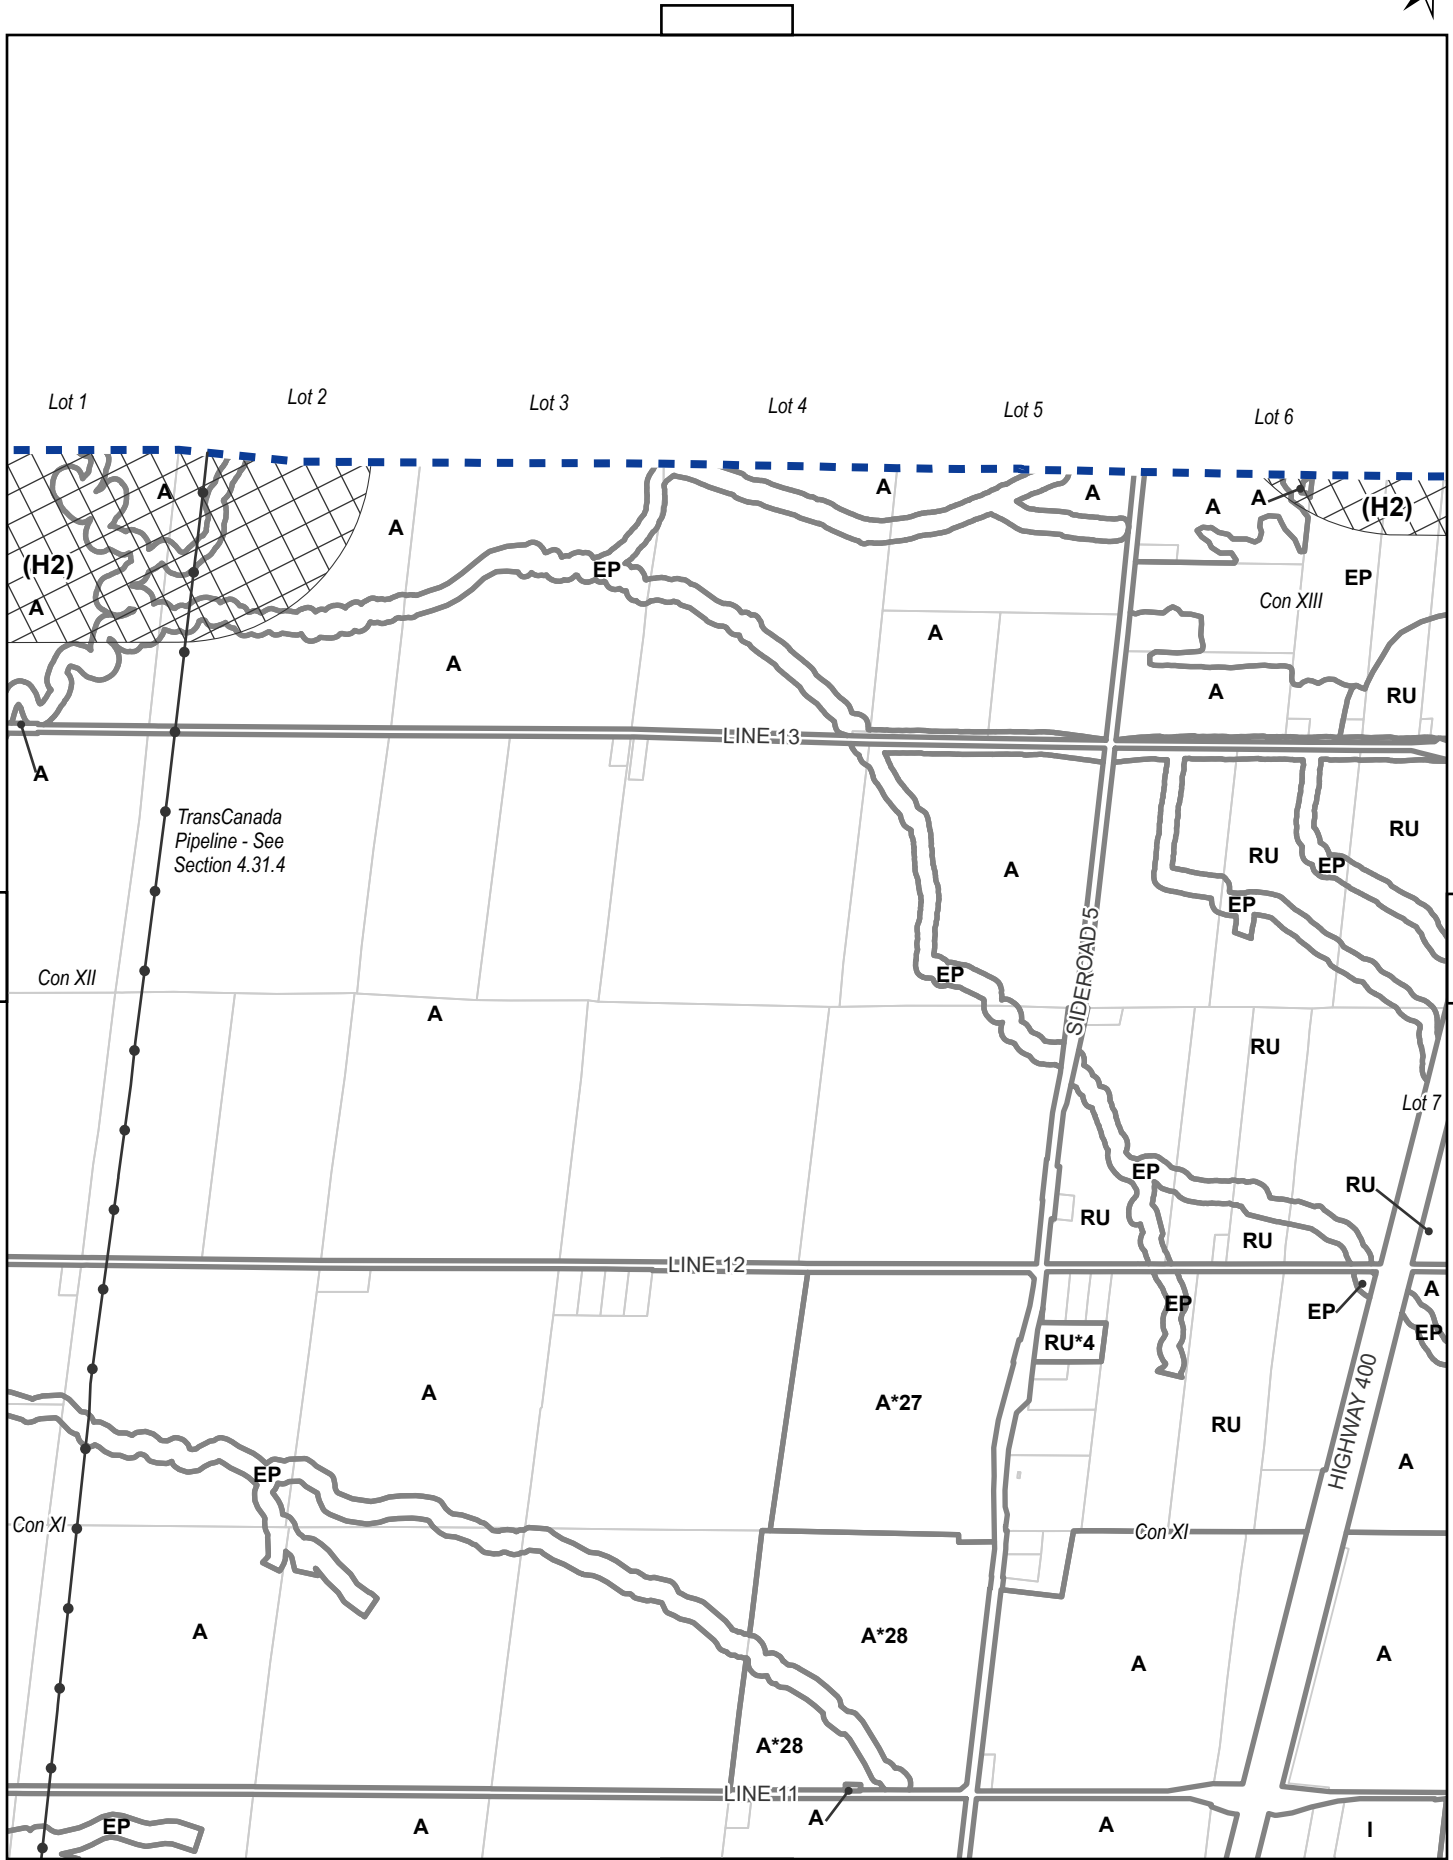 Lot 1
Lot 2
Lot 3
Lot 4
Lot 5
Lot 6
A
A
A
A
A
A
(H2)
(H2)
EP
EP
A
Con XIII
A
A
A
RU
LINE 13
A
TransCanada
Pipeline - See
Section 4.31.4
RU
RU
EP
A
EP
SIDEROAD 5
EP
Con XII
A
RU
Lot 7
EP
RU
RU
RU
LINE 12
A
EP
EP
EP
RU*4
A
A*27
RU
HIGHWAY 400
A
EP
Con XI
Con XI
A
A*28
A
A
A*28
LINE 11
A
EP
A
A
I